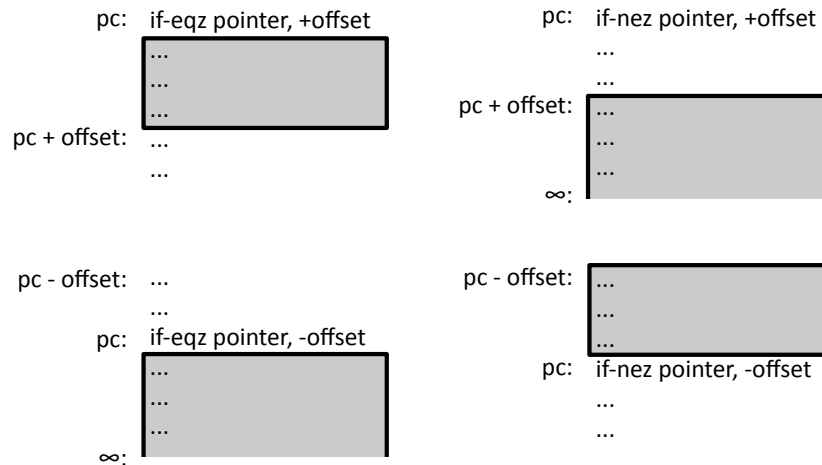 pc: if-eqz pointer, +offset
...
...
...
pc + offset: ...
...
∞:
pc: if-nez pointer, +offset
...
...
pc + offset: ...
...
...
∞:
pc - offset: ...
...
pc: if-eqz pointer, -offset
...
...
...
∞:
pc - offset: ...
...
...
pc: if-nez pointer, -offset
...
...